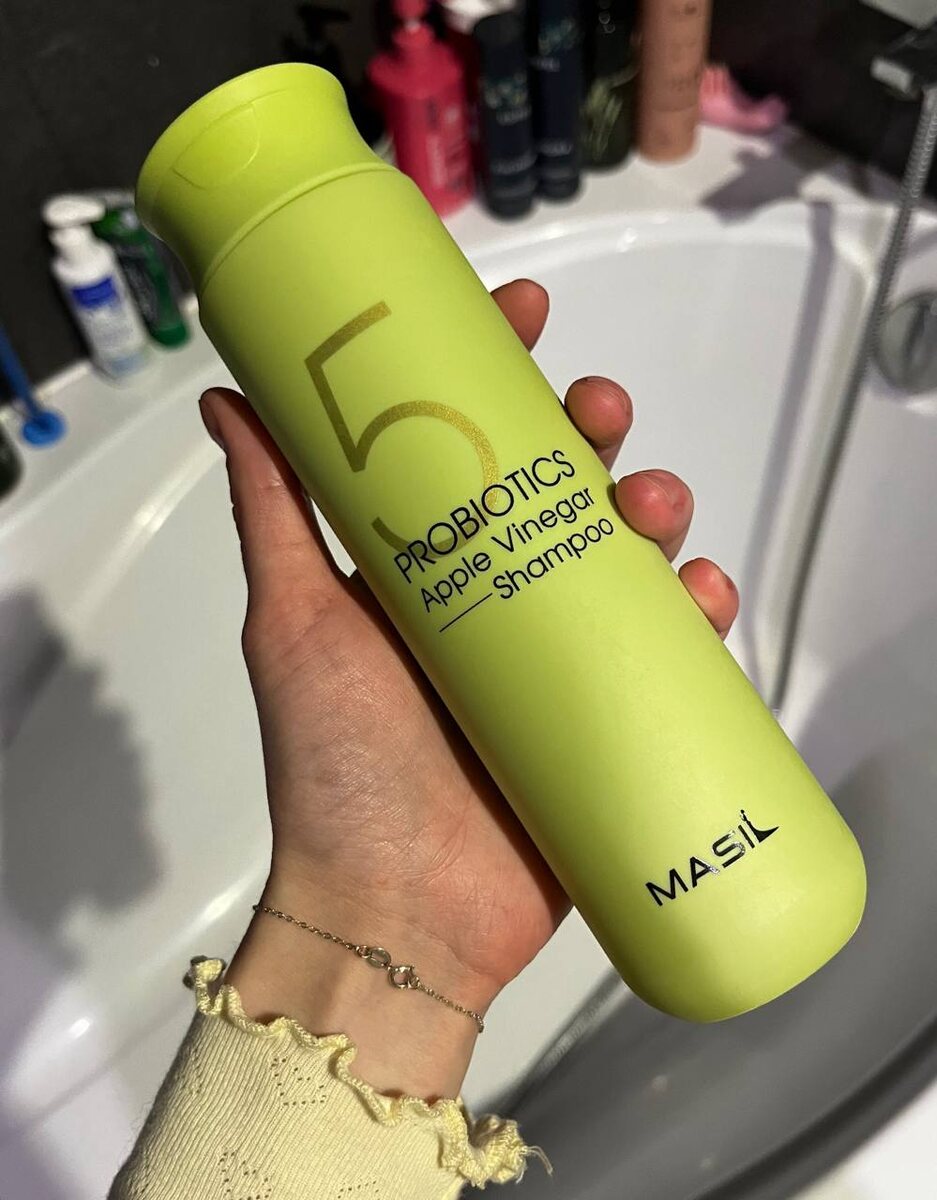 5
PROBIOTICS
Apple Vinegar
Shampoo
MASIL